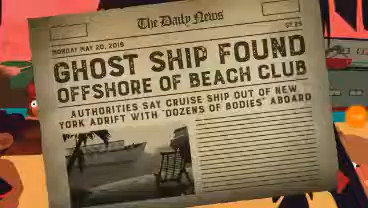 The Daily News
MONDAY MAY 20, 2019
GHOST SHIP FOUND
OFFSHORE OF BEACH CLUB
AUTHORITIES SAY CRUISE SHIP OUT OF NEW
YORK ADRIFT WITH "DOZENS OF BODIES" ABOARD